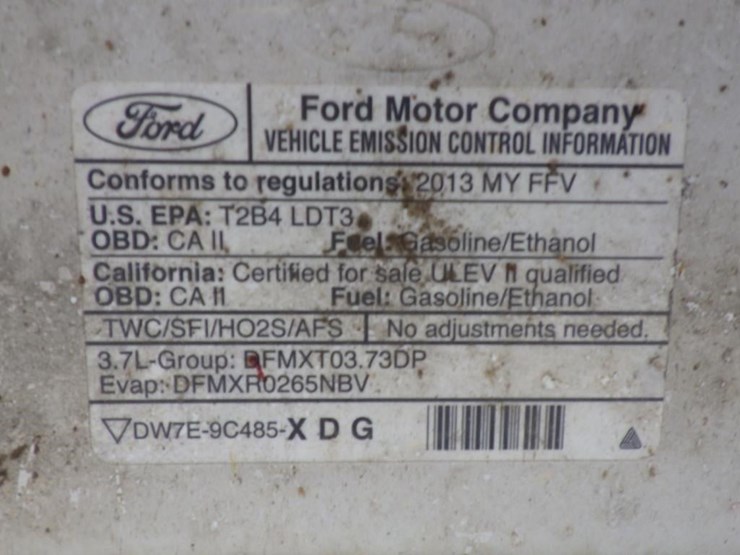 Ford
Ford Motor Company
VEHICLE EMISSION CONTROL INFORMATION
Conforms to regulations: 2013 MY FFV
U.S. EPA: T2B4 LDT3
OBD: CA II Fuel: Gasoline/Ethanol
California: Certified for sale ULEV II qualified
OBD: CA II Fuel: Gasoline/Ethanol
TWC/SFI/HO2S/AFS No adjustments needed.
3.7L-Group: DFMXT03.73DP
Evap: DFMXR0265NBV
DW7E-9C485-X D G